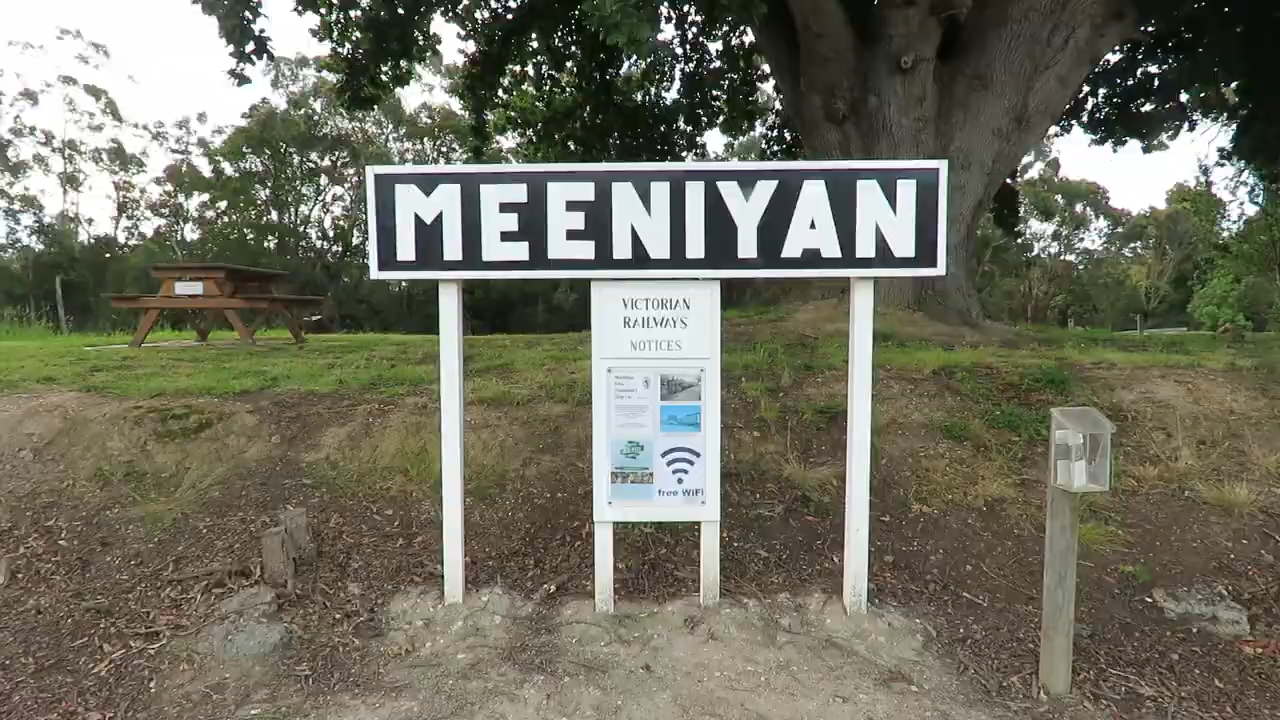 MEENIYAN
VICTORIAN
RAILWAYS
NOTICES
free WiFi